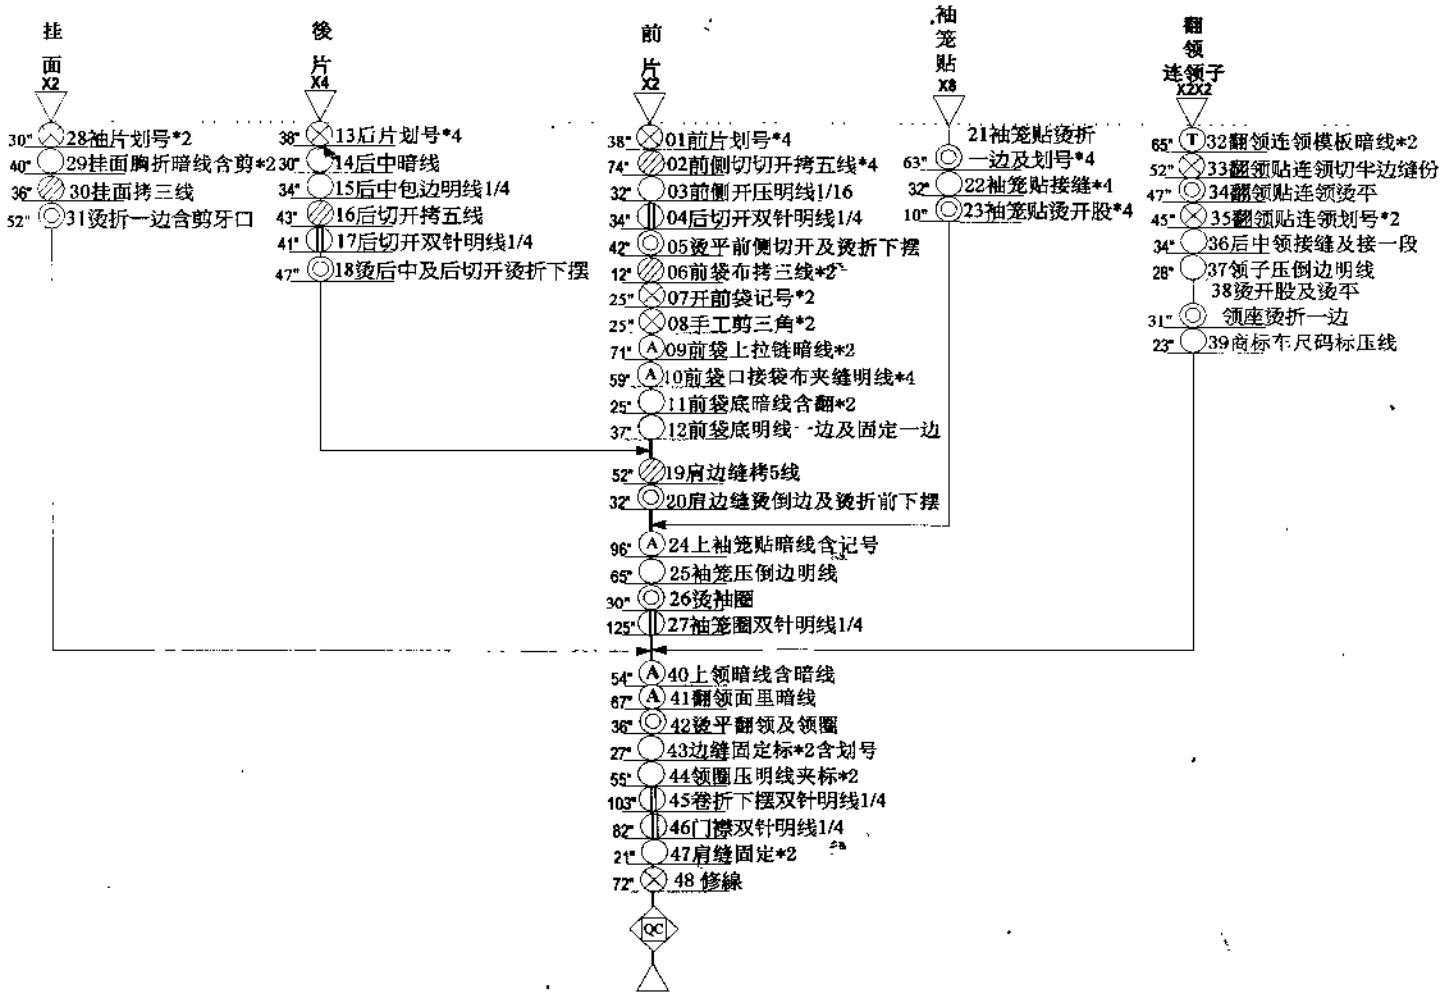 挂
面
X2
30" 28袖片划号*2
40" 29挂面胸折暗线含剪*2
36" 30挂面拷三线
52" 31烫折一边含剪牙口
後
片
X4
38" 13后片划号*4
30" 14后中暗线
34" 15后中包边明线1/4
43" 16后切开拷五线
41" 17后切开双针明线1/4
47" 18烫后中及后切开烫折下摆
前
片
X2
38" 01前片划号*4
74" 02前侧切切开拷五线*4
32" 03前侧开压明线1/16
34" 04后切开双针明线1/4
42" 05烫平前侧切开及烫折下摆
12" 06前袋布拷三线*2
25" 07开前袋记号*2
25" 08手工剪三角*2
71" A 09前袋上拉链暗线*2
59" A 10前袋口接袋布夹缝明线*4
25" 11前袋底暗线含翻*2
37" 12前袋底明线一边及固定一边
52" 19肩边缝栲5线
32" 20肩边缝烫倒边及烫折前下摆
袖
笼
贴
X8
21袖笼贴烫折
63" 一边及划号*4
32" 22袖笼贴接缝*4
10" 23袖笼贴烫开股*4
96" A 24上袖笼贴暗线含记号
65" 25袖笼压倒边明线
30" 26烫袖圈
125" 27袖笼圈双针明线1/4
翻
领
连领子
X2X2
65" T 32翻领连领模板暗线*2
52" 33翻领贴连领切半边缝份
47" 34翻领贴连领烫平
45" 35翻领贴连领划号*2
34" 36后中领接缝及接一段
28" 37领子压倒边明线
38烫开股及烫平
31" 领座烫折一边
23" 39商标车尺码标压线
54" A 40上领暗线含暗线
67" A 41翻领面里暗线
36" 42烫平翻领及领圈
27" 43边缝固定标*2含划号
55" 44领圈压明线夹标*2
103" 45卷折下摆双针明线1/4
82" 46门襟双针明线1/4
21" 47肩缝固定*2
72" 48修線
QC